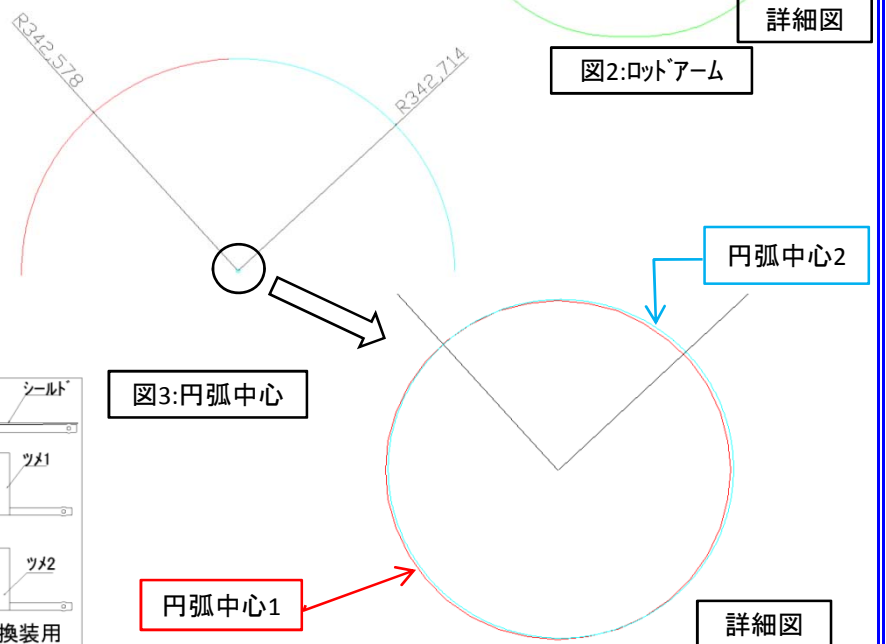 詳細図
図2:ロッドアーム
R342,578
R342,714
円弧中心2
図3:円弧中心
シールド
ツメ1
ツメ2
換装用
円弧中心1
詳細図